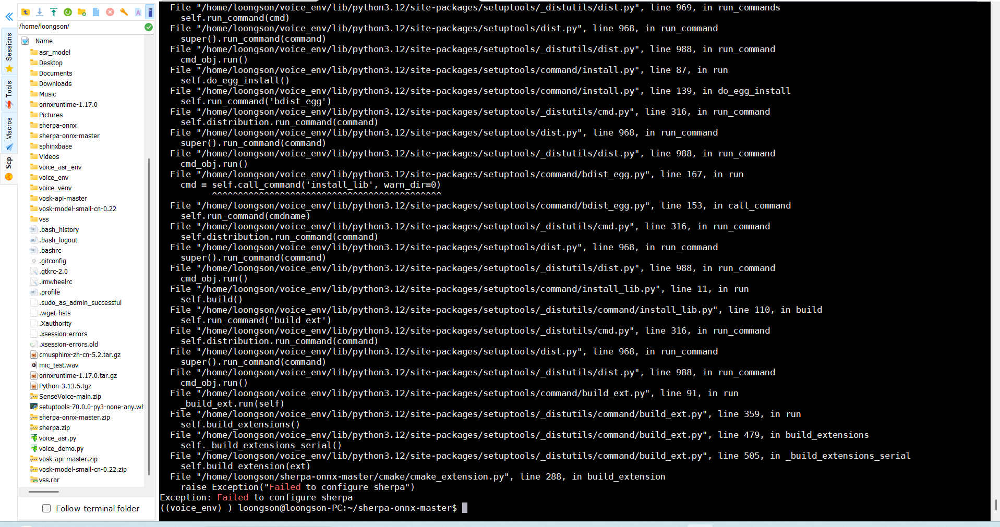 /home/loongson/
Name
asr_model
Desktop
Documents
Downloads
Music
onnxruntime-1.17.0
Pictures
sherpa-onnx
sherpa-onnx-master
sphinxbase
Videos
voice_asr_env
voice_env
voice_venv
vosk-api-master
vosk-model-small-cn-0.22
vss
.bash_history
.bash_logout
.bashrc
.gitconfig
.gtkrc-2.0
.imwheelrc
.profile
.sudo_as_admin_successful
.wget-hsts
.Xauthority
.xsession-errors
.xsession-errors.old
cmusphinx-zh-cn-5.2.tar.gz
mic_test.wav
onnxruntime-1.17.0.tar.gz
Python-3.13.5.tgz
SenseVoice-main.zip
setuptools-70.0.0-py3-none-any.wh
sherpa-onnx-master.zip
sherpa.zip
voice_asr.py
voice_demo.py
vosk-api-master.zip
vosk-model-small-cn-0.22.zip
vss.rar
Follow terminal folder
Sessions
Tools
Macros
Scp
File "/home/loongson/voice_env/lib/python3.12/site-packages/setuptools/_distutils/dist.py", line 969, in run_commands
self.run_command(cmd)
File "/home/loongson/voice_env/lib/python3.12/site-packages/setuptools/dist.py", line 968, in run_command
super().run_command(command)
File "/home/loongson/voice_env/lib/python3.12/site-packages/setuptools/_distutils/dist.py", line 988, in run_command
cmd_obj.run()
File "/home/loongson/voice_env/lib/python3.12/site-packages/setuptools/command/install.py", line 87, in run
self.do_egg_install()
File "/home/loongson/voice_env/lib/python3.12/site-packages/setuptools/command/install.py", line 139, in do_egg_install
self.run_command('bdist_egg')
File "/home/loongson/voice_env/lib/python3.12/site-packages/setuptools/_distutils/cmd.py", line 316, in run_command
self.distribution.run_command(command)
File "/home/loongson/voice_env/lib/python3.12/site-packages/setuptools/dist.py", line 968, in run_command
super().run_command(command)
File "/home/loongson/voice_env/lib/python3.12/site-packages/setuptools/_distutils/dist.py", line 988, in run_command
cmd_obj.run()
File "/home/loongson/voice_env/lib/python3.12/site-packages/setuptools/command/bdist_egg.py", line 167, in run
cmd = self.call_command('install_lib', warn_dir=0)
^^^^^^^^^^^^^^^^^^^^^^^^^^^^^^^^^^^^^^^^^^^^
File "/home/loongson/voice_env/lib/python3.12/site-packages/setuptools/command/bdist_egg.py", line 153, in call_command
self.run_command(cmdname)
File "/home/loongson/voice_env/lib/python3.12/site-packages/setuptools/_distutils/cmd.py", line 316, in run_command
self.distribution.run_command(command)
File "/home/loongson/voice_env/lib/python3.12/site-packages/setuptools/dist.py", line 968, in run_command
super().run_command(command)
File "/home/loongson/voice_env/lib/python3.12/site-packages/setuptools/_distutils/dist.py", line 988, in run_command
cmd_obj.run()
File "/home/loongson/voice_env/lib/python3.12/site-packages/setuptools/command/install_lib.py", line 11, in run
self.build()
File "/home/loongson/voice_env/lib/python3.12/site-packages/setuptools/_distutils/command/install_lib.py", line 110, in build
self.run_command('build_ext')
File "/home/loongson/voice_env/lib/python3.12/site-packages/setuptools/_distutils/cmd.py", line 316, in run_command
self.distribution.run_command(command)
File "/home/loongson/voice_env/lib/python3.12/site-packages/setuptools/dist.py", line 968, in run_command
super().run_command(command)
File "/home/loongson/voice_env/lib/python3.12/site-packages/setuptools/_distutils/dist.py", line 988, in run_command
cmd_obj.run()
File "/home/loongson/voice_env/lib/python3.12/site-packages/setuptools/command/build_ext.py", line 91, in run
_build_ext.run(self)
File "/home/loongson/voice_env/lib/python3.12/site-packages/setuptools/_distutils/command/build_ext.py", line 359, in run
self.build_extensions()
File "/home/loongson/voice_env/lib/python3.12/site-packages/setuptools/_distutils/command/build_ext.py", line 479, in build_extensions
self._build_extensions_serial()
File "/home/loongson/voice_env/lib/python3.12/site-packages/setuptools/_distutils/command/build_ext.py", line 505, in _build_extensions_serial
self.build_extension(ext)
File "/home/loongson/sherpa-onnx-master/cmake/cmake_extension.py", line 288, in build_extension
raise Exception("Failed to configure sherpa")
Exception: Failed to configure sherpa
((voice_env) ) loongson@loongson-PC:~/sherpa-onnx-master$